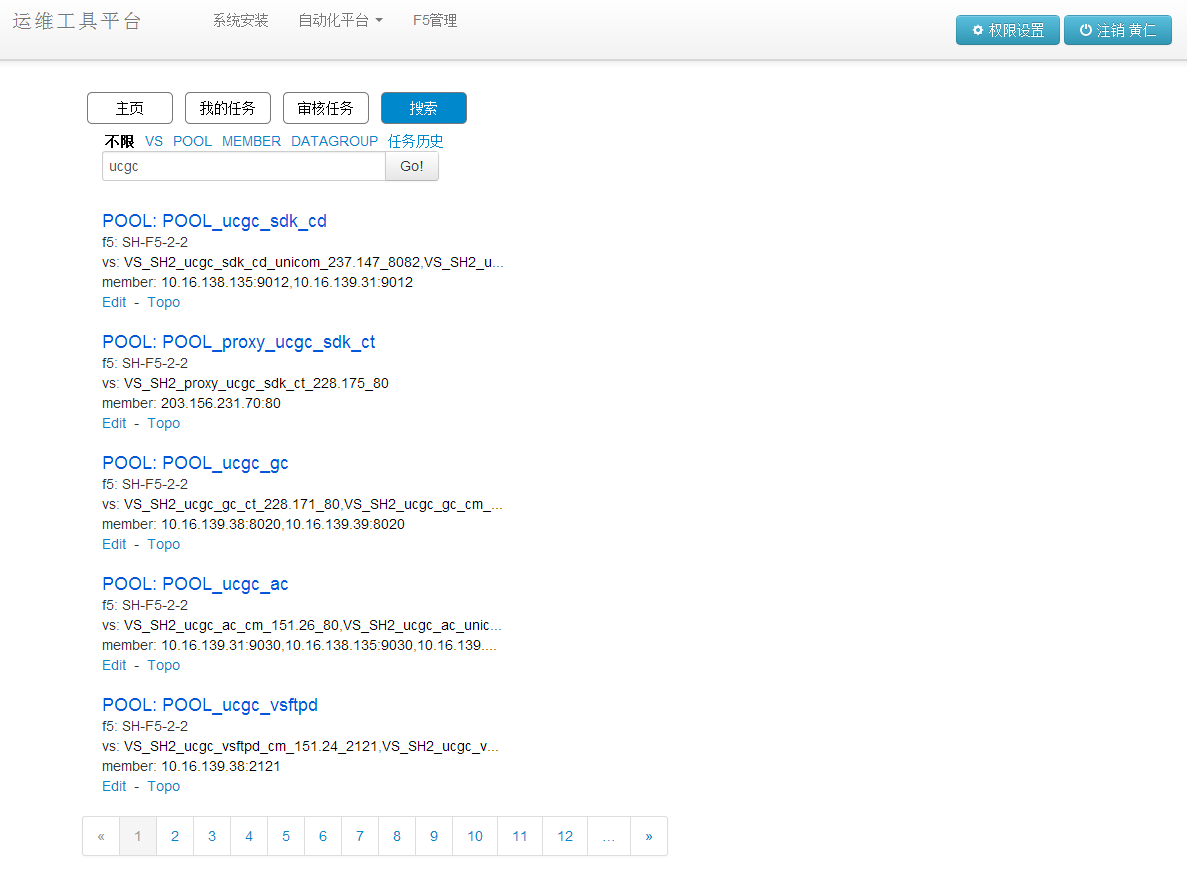 运维工具平台 系统安装 自动化平台 F5管理 权限设置 注销 黄仁
主页 我的任务 审核任务 搜索
不限 VS POOL MEMBER DATAGROUP 任务历史
ucgc Go!
POOL: POOL_ucgc_sdk_cd
f5: SH-F5-2-2
vs: VS_SH2_ucgc_sdk_cd_unicom_237.147_8082,VS_SH2_u...
member: 10.16.138.135:9012,10.16.139.31:9012
Edit - Topo
POOL: POOL_proxy_ucgc_sdk_ct
f5: SH-F5-2-2
vs: VS_SH2_proxy_ucgc_sdk_ct_228.175_80
member: 203.156.231.70:80
Edit - Topo
POOL: POOL_ucgc_gc
f5: SH-F5-2-2
vs: VS_SH2_ucgc_gc_ct_228.171_80,VS_SH2_ucgc_gc_cm_...
member: 10.16.139.38:8020,10.16.139.39:8020
Edit - Topo
POOL: POOL_ucgc_ac
f5: SH-F5-2-2
vs: VS_SH2_ucgc_ac_cm_151.26_80,VS_SH2_ucgc_ac_unic...
member: 10.16.139.31:9030,10.16.138.135:9030,10.16.139....
Edit - Topo
POOL: POOL_ucgc_vsftpd
f5: SH-F5-2-2
vs: VS_SH2_ucgc_vsftpd_cm_151.24_2121,VS_SH2_ucgc_v...
member: 10.16.139.38:2121
Edit - Topo
« 1 2 3 4 5 6 7 8 9 10 11 12 ... »